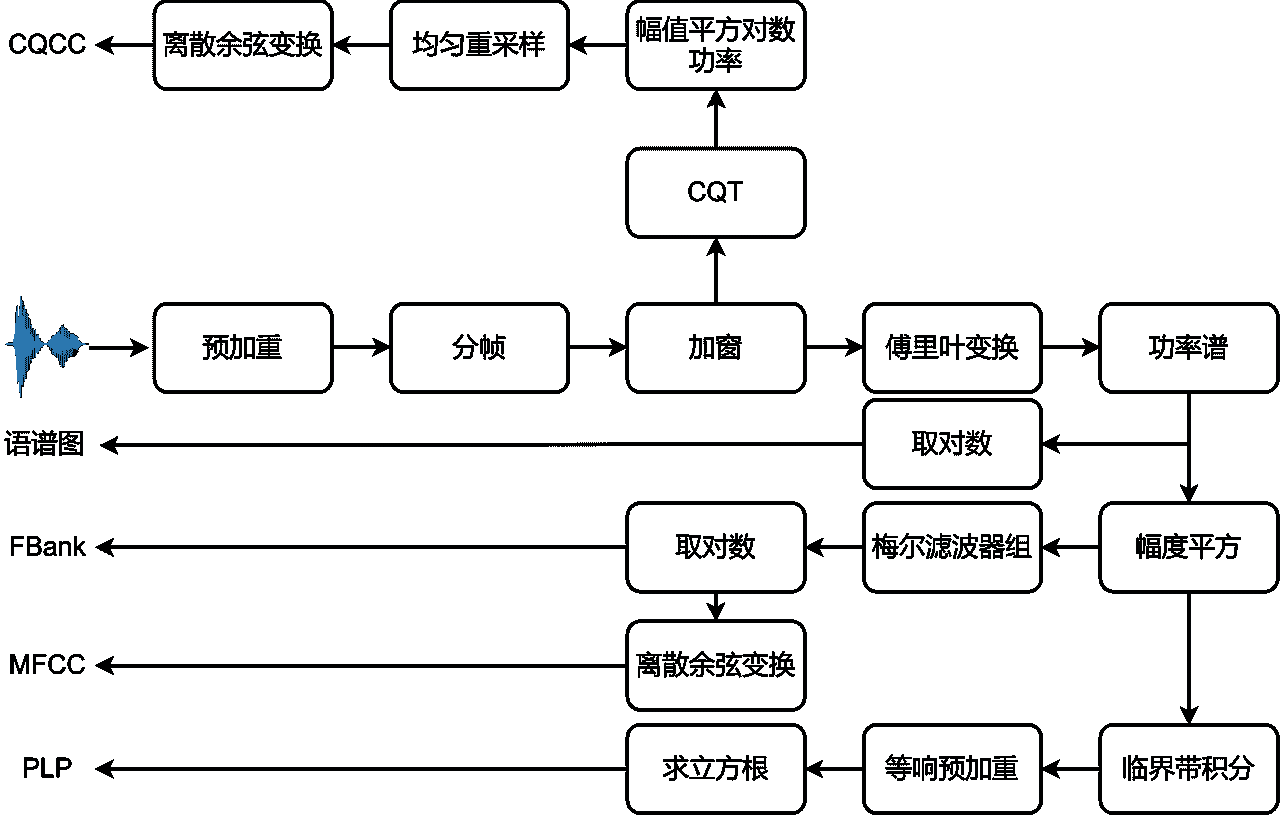 CQCC
离散余弦变换
均匀重采样
幅值平方对数
功率
CQT
预加重
分帧
加窗
傅里叶变换
功率谱
语谱图
取对数
FBank
取对数
梅尔滤波器组
幅度平方
MFCC
离散余弦变换
PLP
求立方根
等响预加重
临界带积分